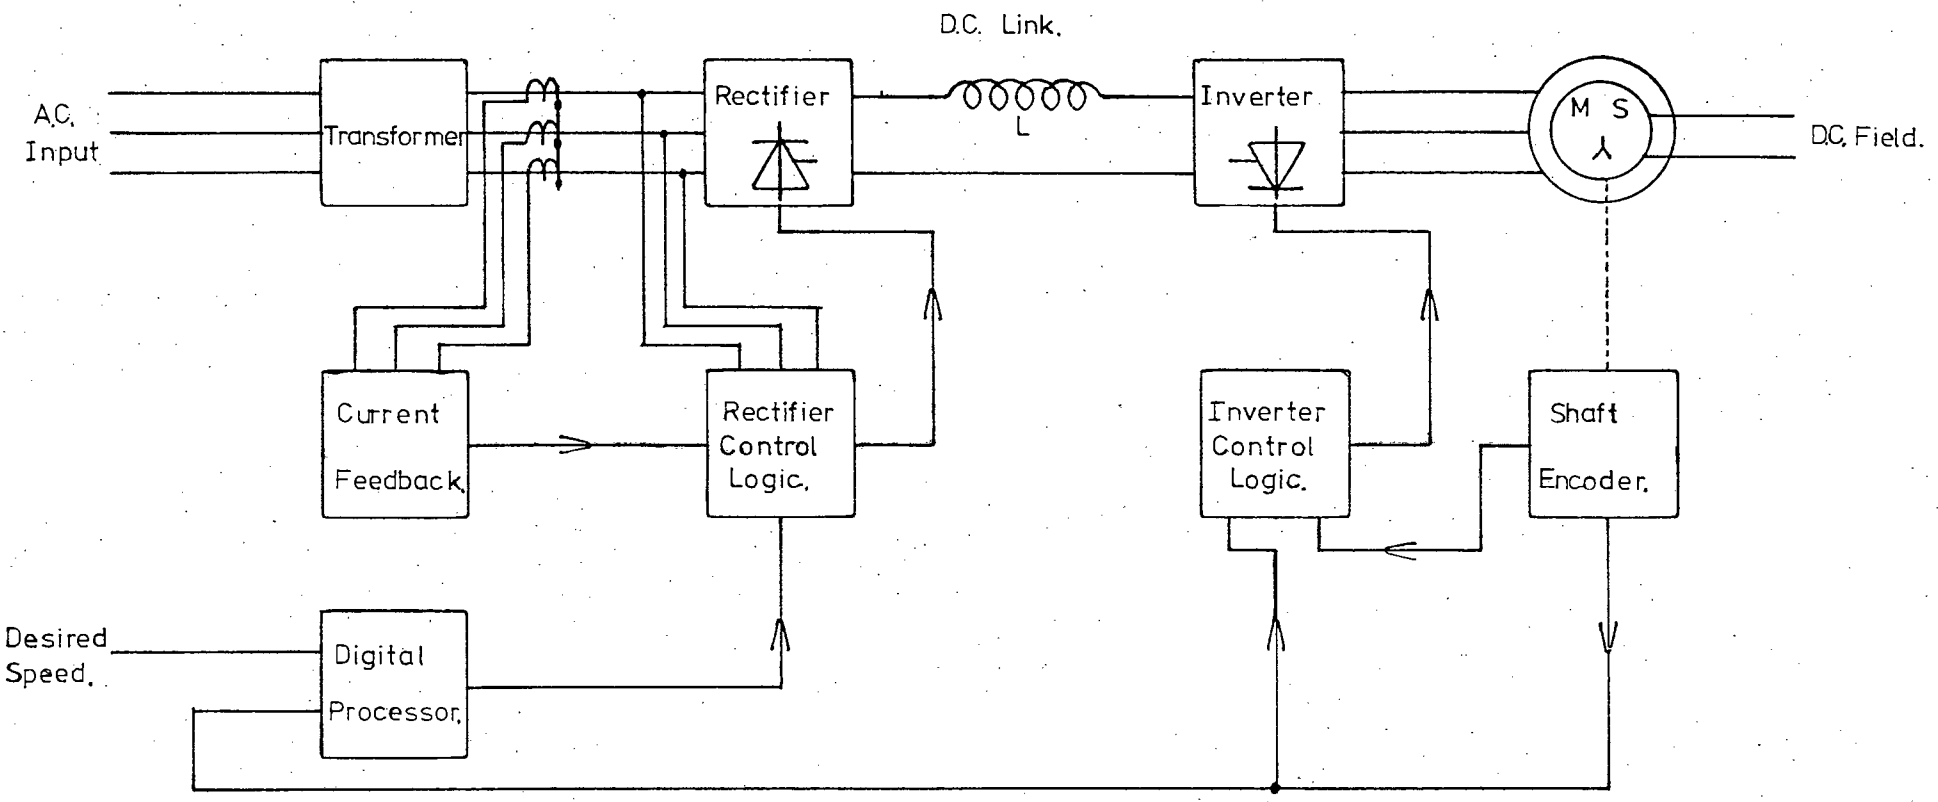 D.C. Link.
A.C.
Input
Transformer
Rectifier
L
Inverter
M S
D.C. Field.
Current
Feedback.
Rectifier
Control
Logic.
Inverter
Control
Logic.
Shaft
Encoder.
Desired
Speed.
Digital
Processor.